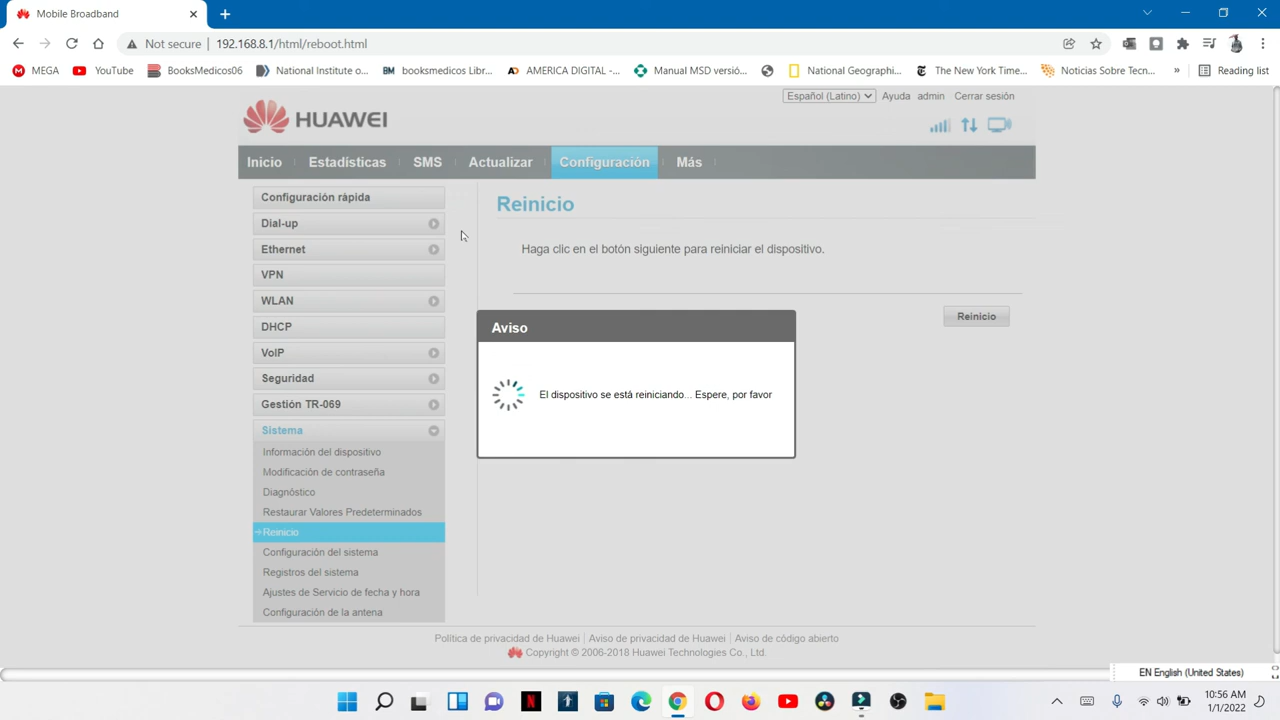 Mobile Broadband
Not secure
192.168.8.1/html/reboot.html
MEGA
YouTube
BooksMedicos06
National Institute o...
BM booksmedicos Libr...
AMERICA DIGITAL -...
Manual MSD versió...
National Geographi...
The New York Time...
Noticias Sobre Tecn...
»
Reading list
Español (Latino)
Ayuda
admin
Cerrar sesión
HUAWEI
Inicio
Estadísticas
SMS
Actualizar
Configuración
Más
Configuración rápida
Dial-up
Ethernet
VPN
WLAN
DHCP
VoIP
Seguridad
Gestión TR-069
Sistema
Información del dispositivo
Modificación de contraseña
Diagnóstico
Restaurar Valores Predeterminados
Reinicio
Configuración del sistema
Registros del sistema
Ajustes de Servicio de fecha y hora
Configuración de la antena
Reinicio
Haga clic en el botón siguiente para reiniciar el dispositivo.
Reinicio
Aviso
El dispositivo se está reiniciando... Espere, por favor
Política de privacidad de Huawei | Aviso de privacidad de Huawei | Aviso de código abierto
Copyright © 2006-2018 Huawei Technologies Co., Ltd.
EN English (United States)
10:56 AM
1/1/2022